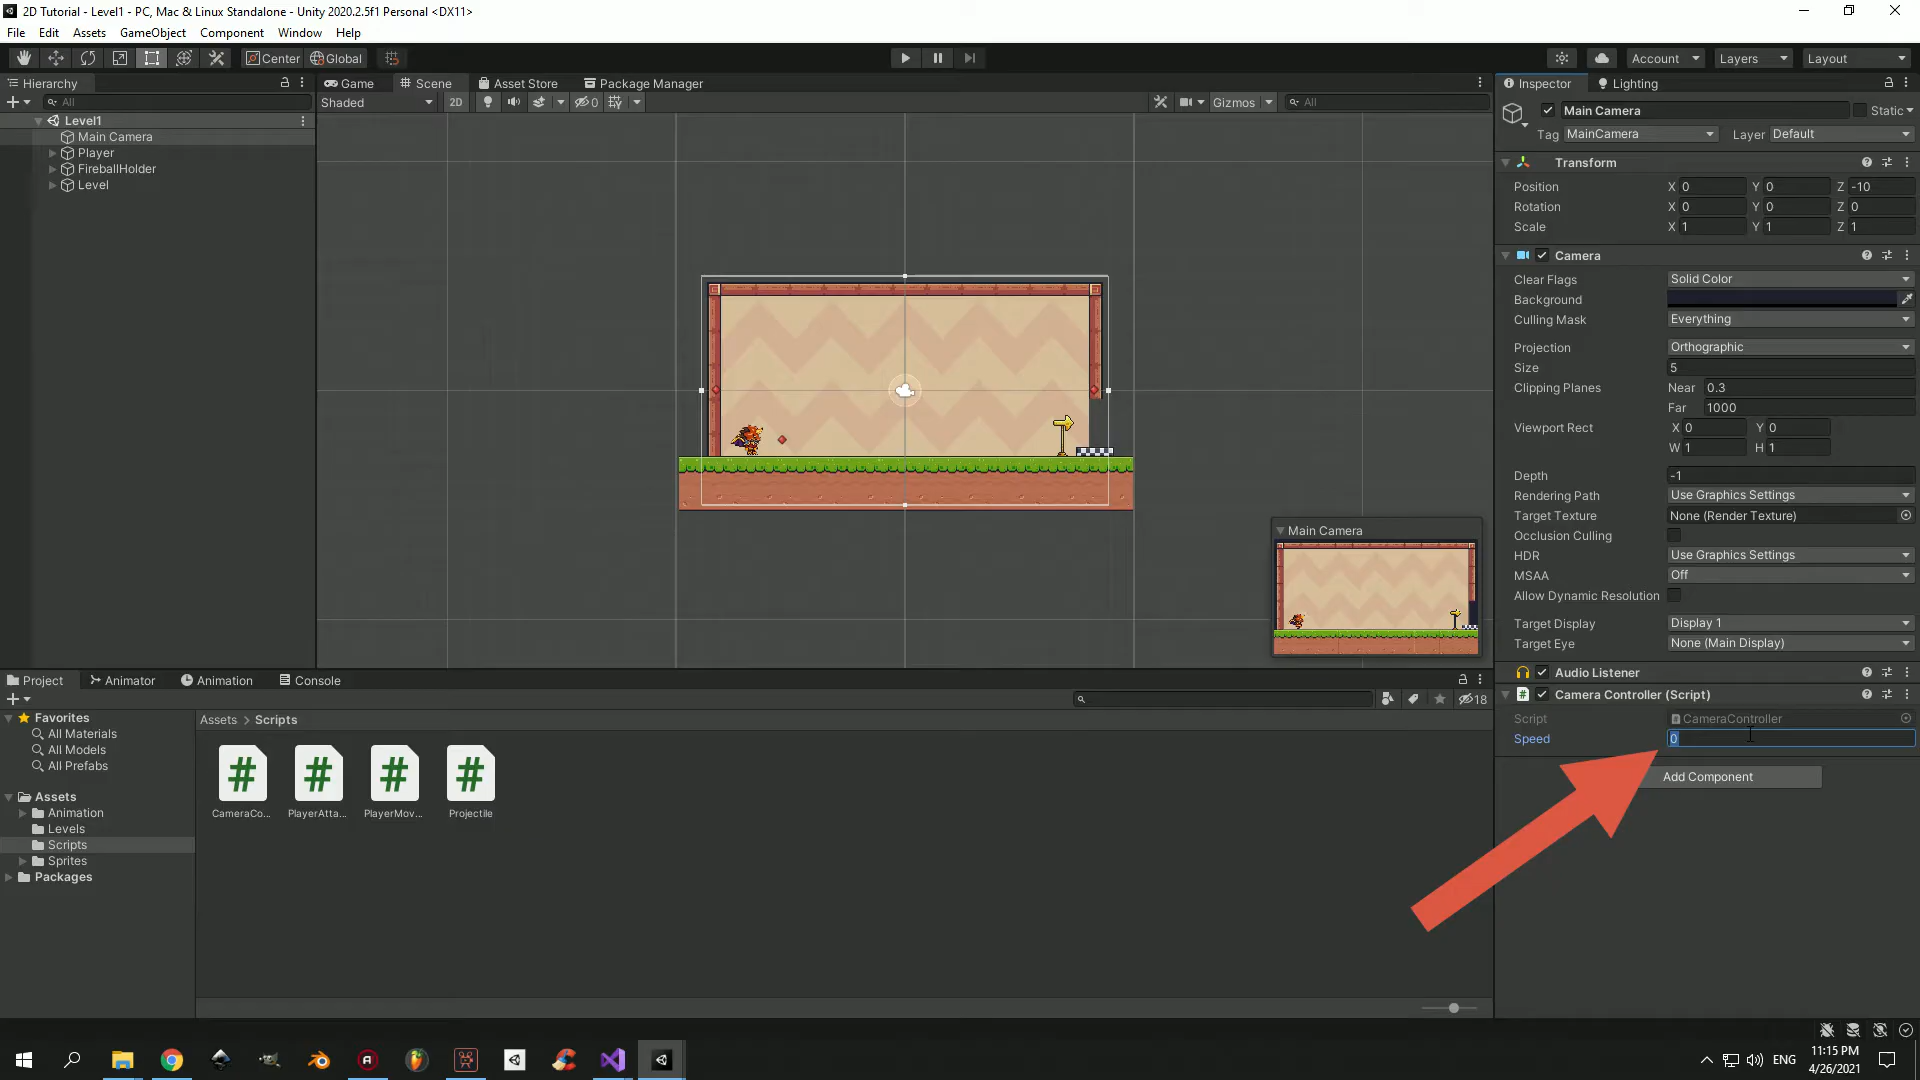 2D Tutorial - Level1 - PC, Mac & Linux Standalone - Unity 2020.2.5f1 Personal <DX11>
File Edit Assets GameObject Component Window Help
Center Global Account Layers Layout
Hierarchy
All
Level1
Main Camera
Player
FireballHolder
Level
Game Scene Asset Store Package Manager
Shaded 2D 0 Gizmos All
Main Camera
Inspector Lighting
Main Camera Static
Tag MainCamera Layer Default
Transform
Position X 0 Y 0 Z -10
Rotation X 0 Y 0 Z 0
Scale X 1 Y 1 Z 1
Camera
Clear Flags Solid Color
Background
Culling Mask Everything
Projection Orthographic
Size 5
Clipping Planes Near 0.3
Far 1000
Viewport Rect X 0 Y 0
W 1 H 1
Depth -1
Rendering Path Use Graphics Settings
Target Texture None (Render Texture)
Occlusion Culling
HDR Use Graphics Settings
MSAA Off
Allow Dynamic Resolution
Target Display Display 1
Target Eye None (Main Display)
Audio Listener
# Camera Controller (Script)
Script CameraController
Speed 0
Add Component
Project Animator Animation Console
18
Favorites
All Materials
All Models
All Prefabs
Assets
Animation
Levels
Scripts
Sprites
Packages
Assets > Scripts
# # # #
CameraCo... PlayerAtta... PlayerMov... Projectile
ENG 11:15 PM
4/26/2021